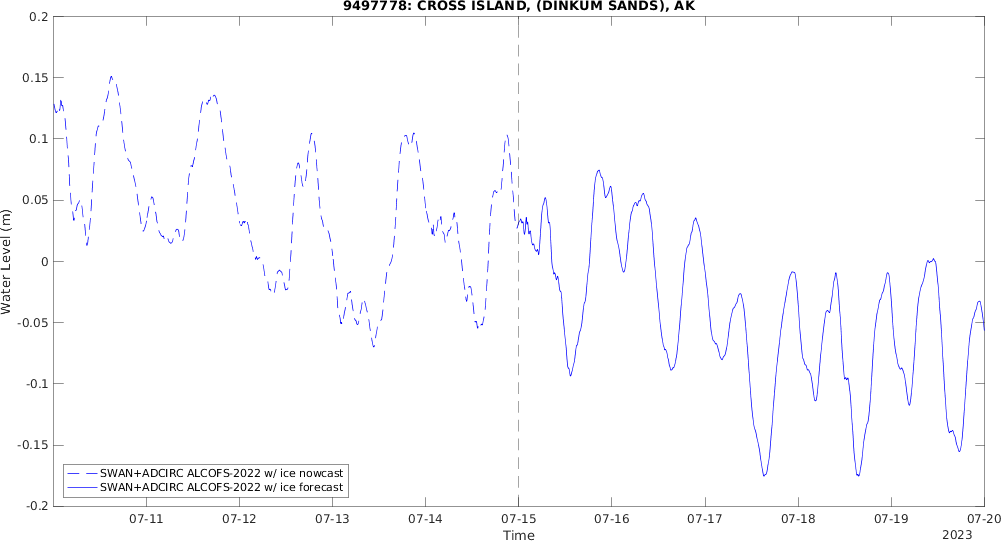 9497778: CROSS ISLAND, (DINKUM SANDS), AK
0.2
0.15
0.1
0.05
0
-0.05
-0.1
-0.15
-0.2
Water Level (m)
SWAN+ADCIRC ALCOFS-2022 w/ ice nowcast
SWAN+ADCIRC ALCOFS-2022 w/ ice forecast
07-11 07-12 07-13 07-14 07-15 07-16 07-17 07-18 07-19 07-20
Time
2023